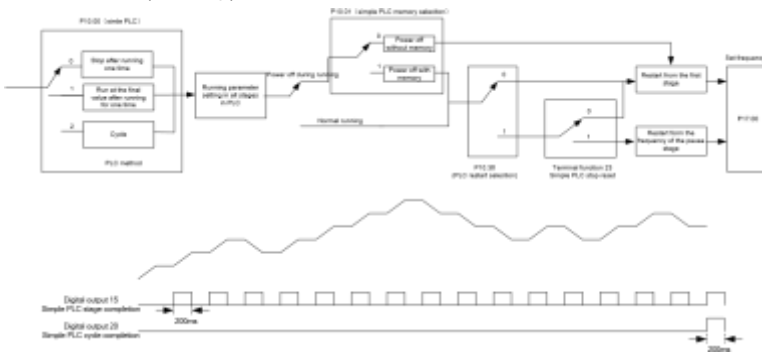 P10.00 (simple PLC)
0
Stop after running
one time
1
Run at the final
value after running
for one time
2
Cycle
PLC method
Running parameter
setting in all stages
in PLC
Power off during running
Normal running
P10.01 (simple PLC memory selection)
0
Power off
without memory
1
Power off with
memory
0
1
(PLC restart selection)
0
1
Terminal function 23
Simple PLC stop reset
Restart from the first
stage
Restart from the
frequency of the pause
stage
Set frequency
P17.00
Digital output 15
Simple PLC stage completion
200ms
Digital output 20
Simple PLC cycle completion
200ms